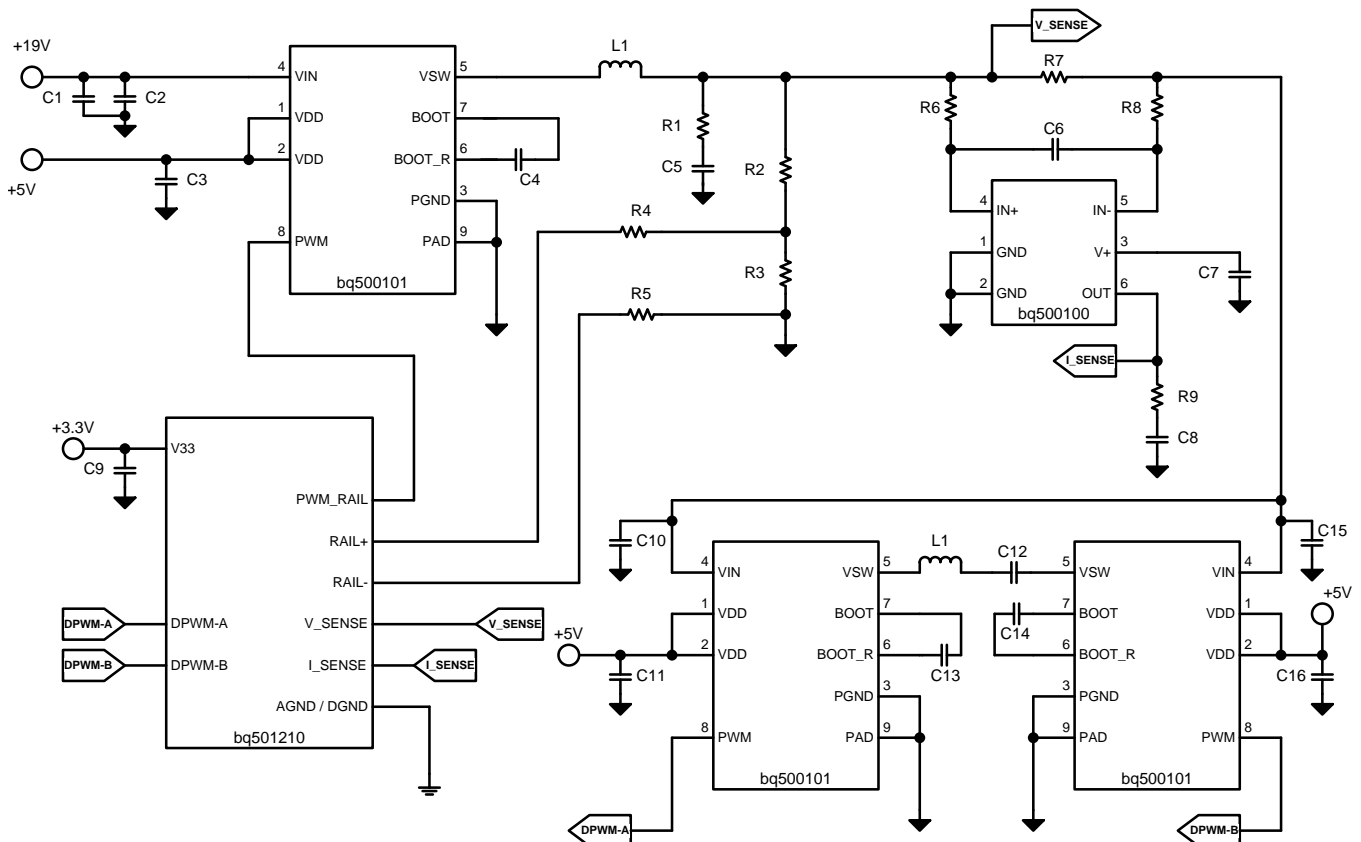 V_SENSE
+19V
C1
C2
4
VIN
VSW
5
L1
R7
1
VDD
BOOT
7
R1
R6
R8
C6
+5V
C3
2
VDD
BOOT_R
6
C4
C5
R2
3
PGND
R4
4
IN+
IN-
5
8
PWM
PAD
9
1
GND
V+
3
R3
C7
bq500101
R5
2
GND
OUT
6
bq500100
I_SENSE
R9
+3.3V
C9
V33
C8
PWM_RAIL
RAIL+
C10
L1
C12
C15
RAIL-
4
VIN
VSW
5
5
VSW
VIN
4
+5V
DPWM-A
DPWM-A
V_SENSE
V_SENSE
1
VDD
BOOT
7
C14
7
BOOT
VDD
1
+5V
DPWM-B
DPWM-B
I_SENSE
I_SENSE
C11
2
VDD
BOOT_R
6
C13
6
BOOT_R
VDD
2
C16
AGND / DGND
PGND
3
3
PGND
bq501210
8
PWM
PAD
9
9
PAD
PWM
8
bq500101
bq500101
DPWM-A
DPWM-B